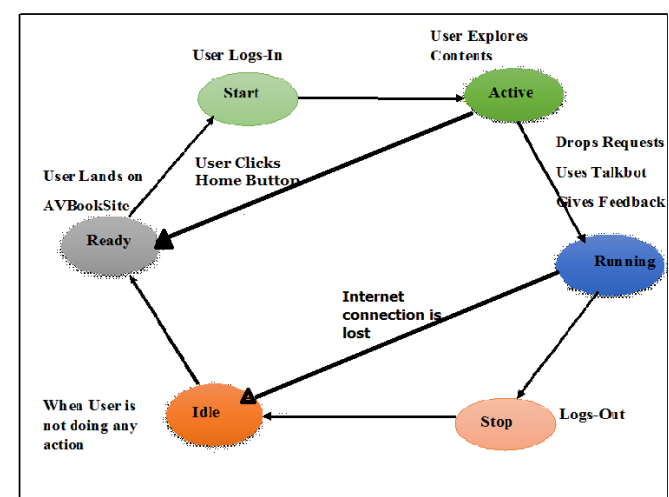 User Explores
Contents
User Logs-In
Start
Active
Drops Requests
Uses Talkbot
Gives Feedback
User Clicks
Home Button
User Lands on
AVBookSite
Ready
Running
Internet
connection is
lost
When User is
not doing any
action
Idle
Stop
Logs-Out